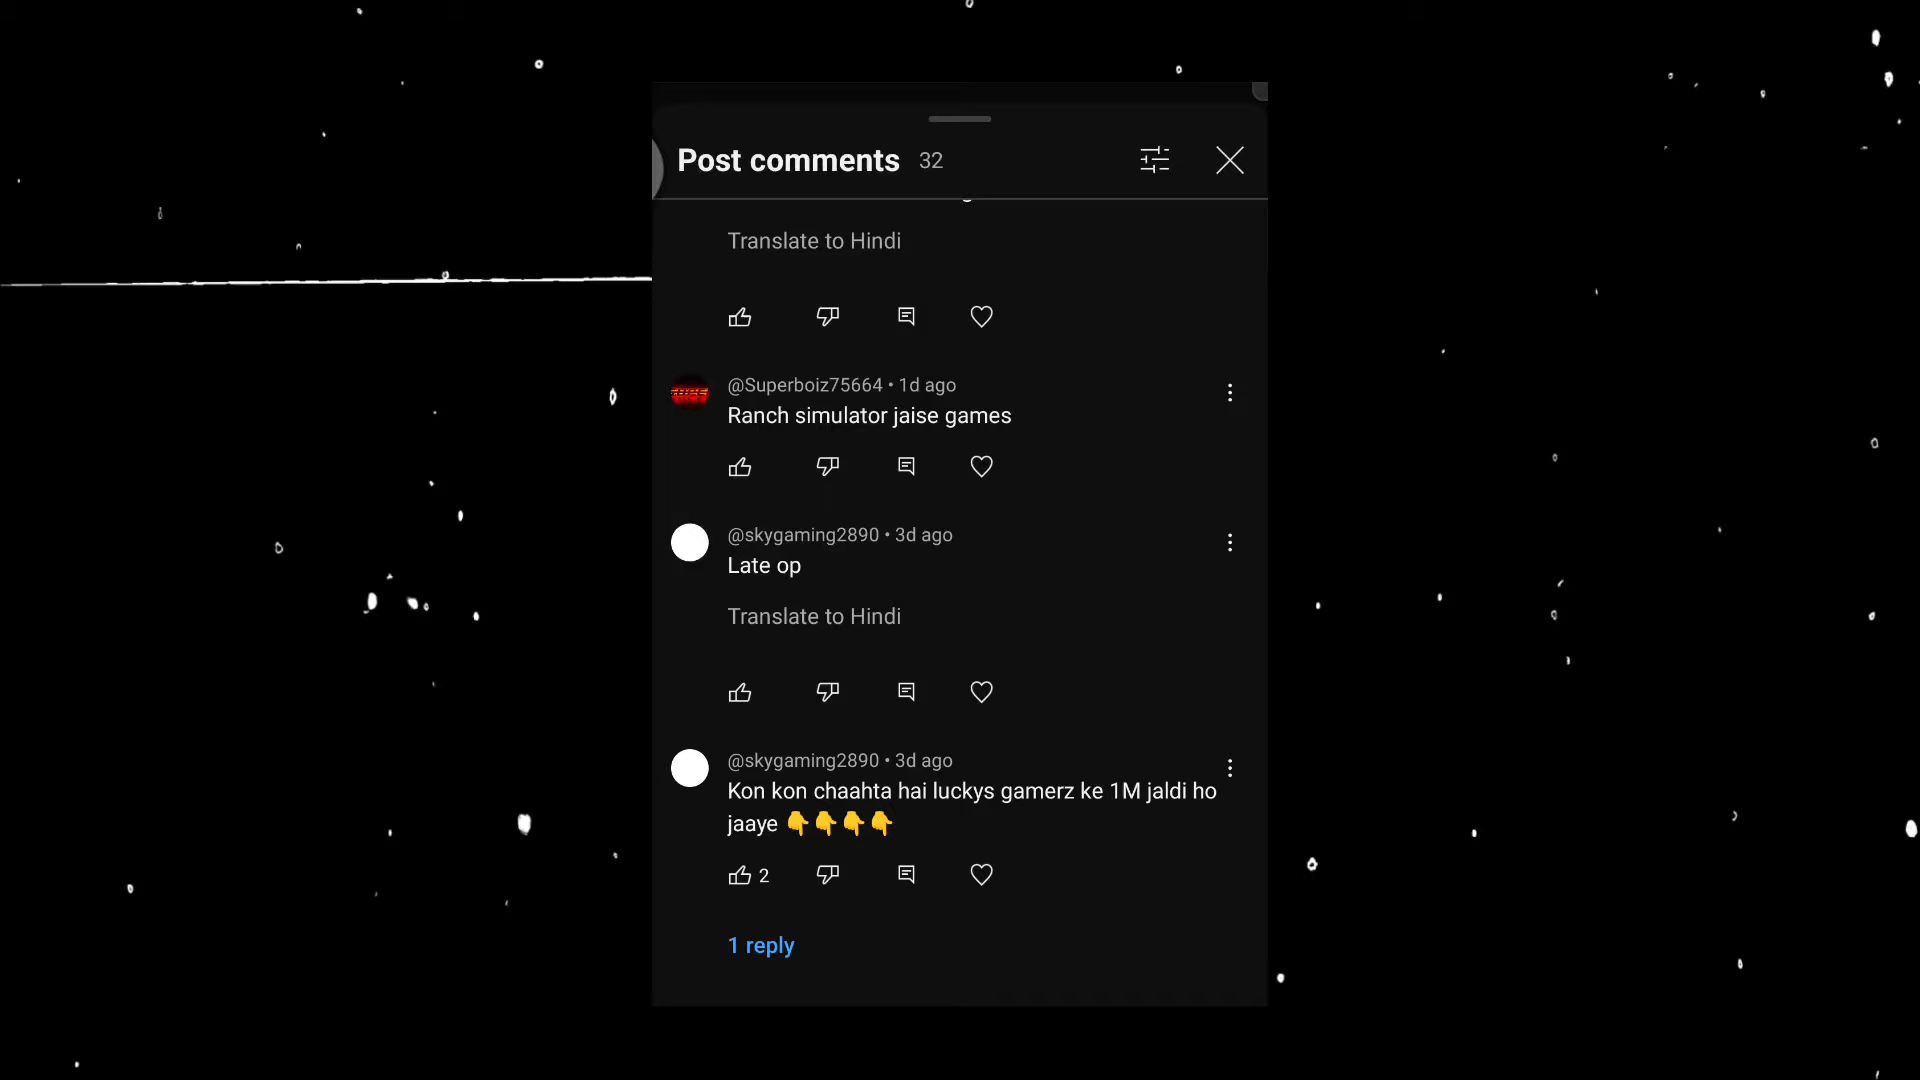 Post comments 32
Translate to Hindi
@Superboiz75664 • 1d ago
Ranch simulator jaise games
@skygaming2890 • 3d ago
Late op
Translate to Hindi
@skygaming2890 • 3d ago
Kon kon chaahta hai luckys gamerz ke 1M jaldi ho
jaaye 👇👇👇👇
2
1 reply